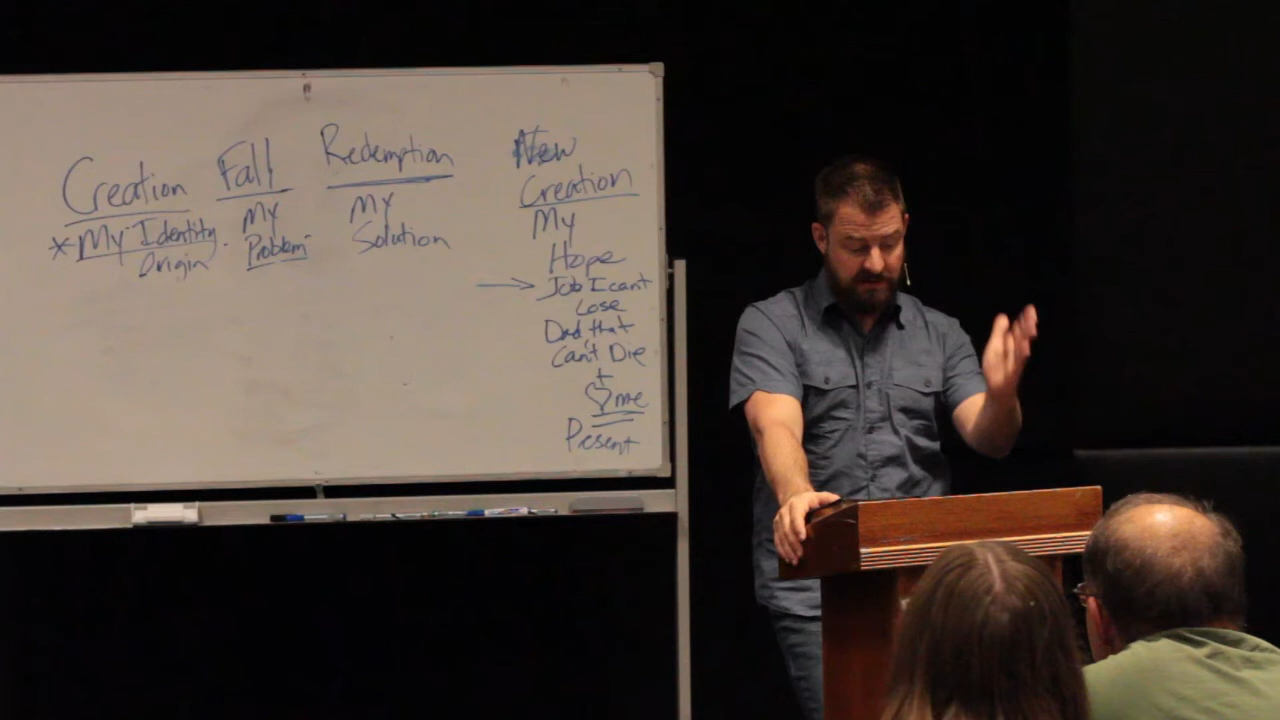 Creation
* My Identity
Origin
Fall
My
Problem
Redemption
My
Solution
New
Creation
My
Hope
→ Job I cant
Lose
Dad that
Can't Die
+
♡ me
Present